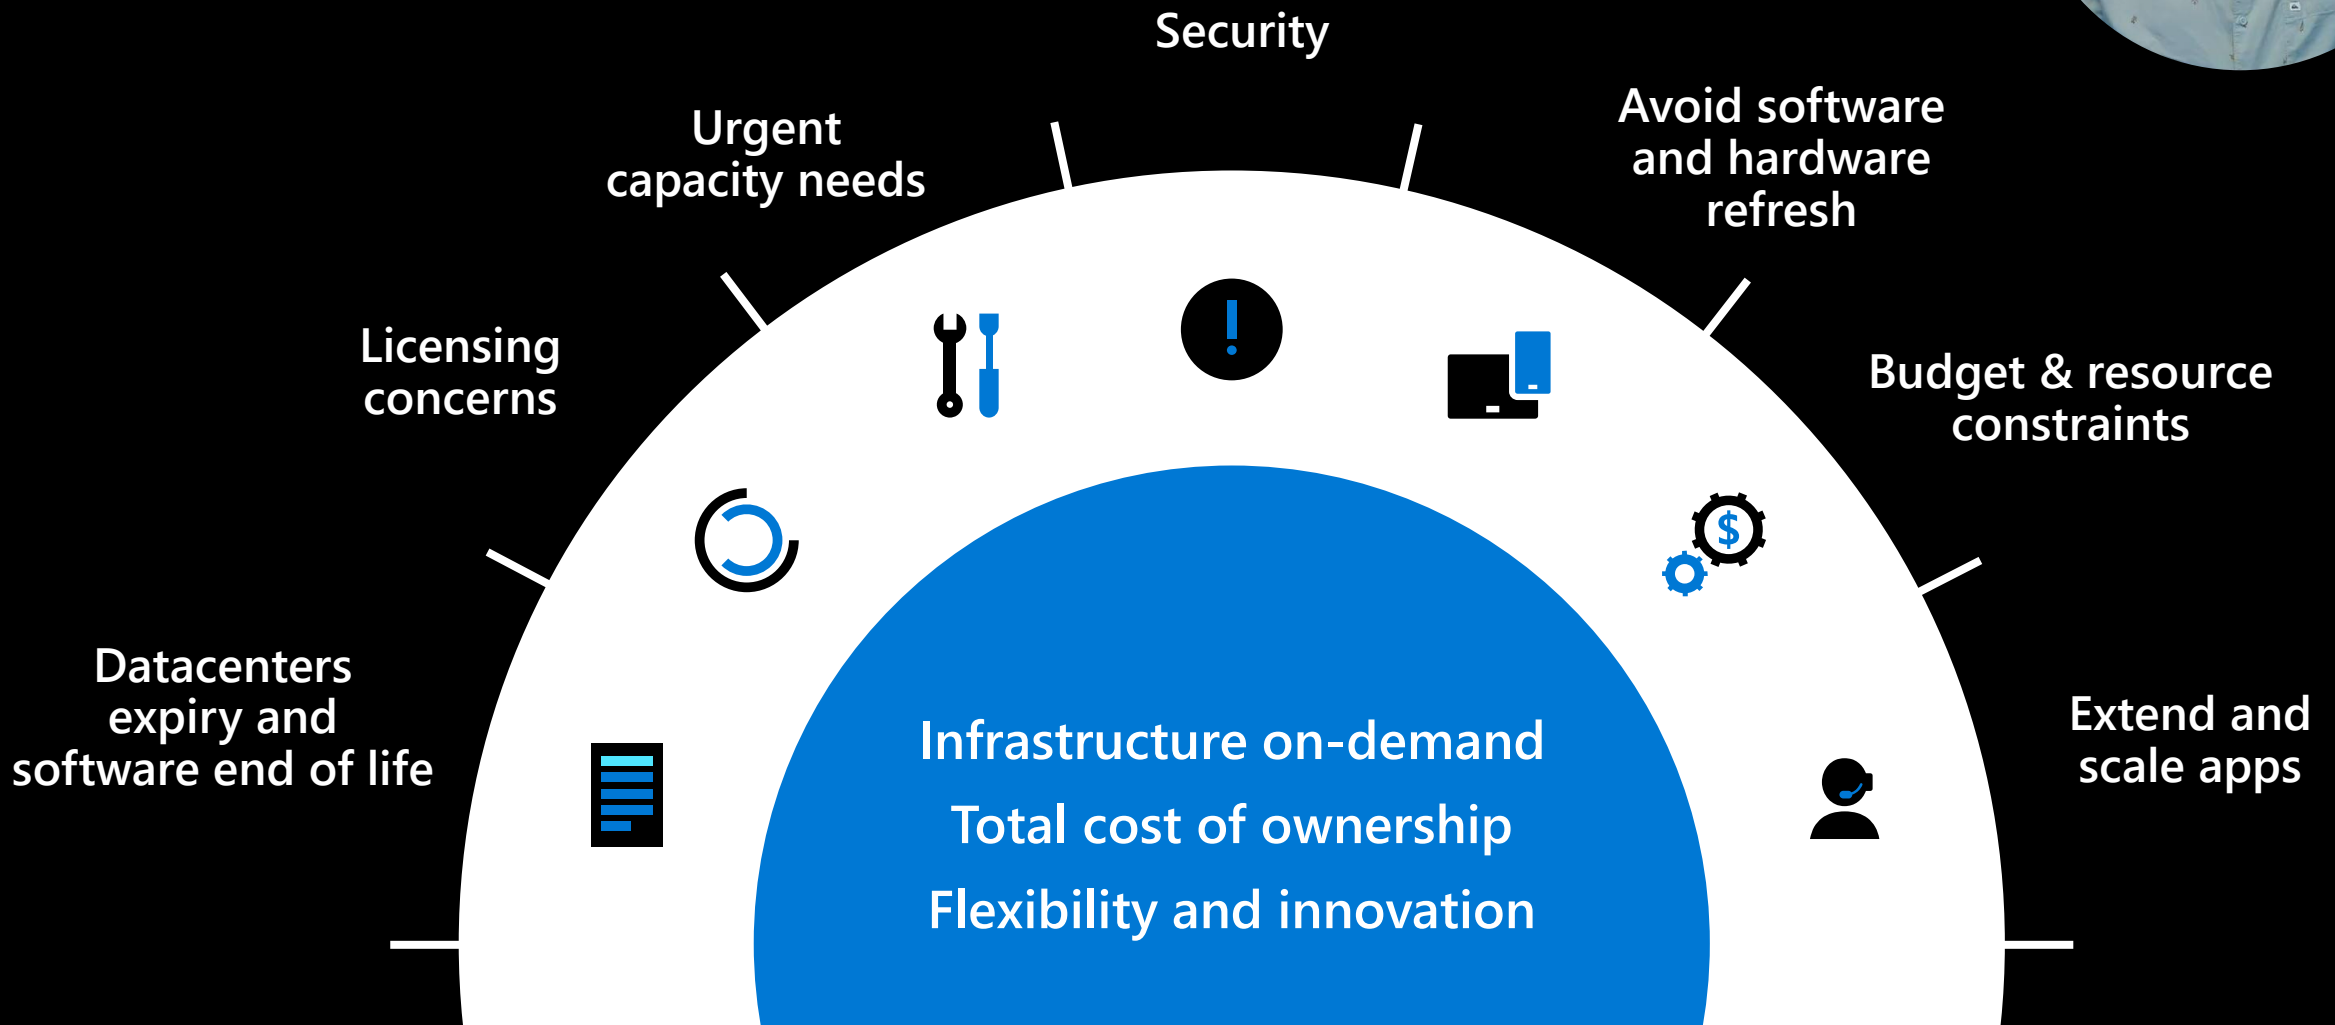 Security
Urgent
capacity needs
Avoid software
and hardware
refresh
Licensing
concerns
Budget & resource
constraints
Datacenters
expiry and
software end of life
Extend and
scale apps
$
Infrastructure on-demand
Total cost of ownership
Flexibility and innovation